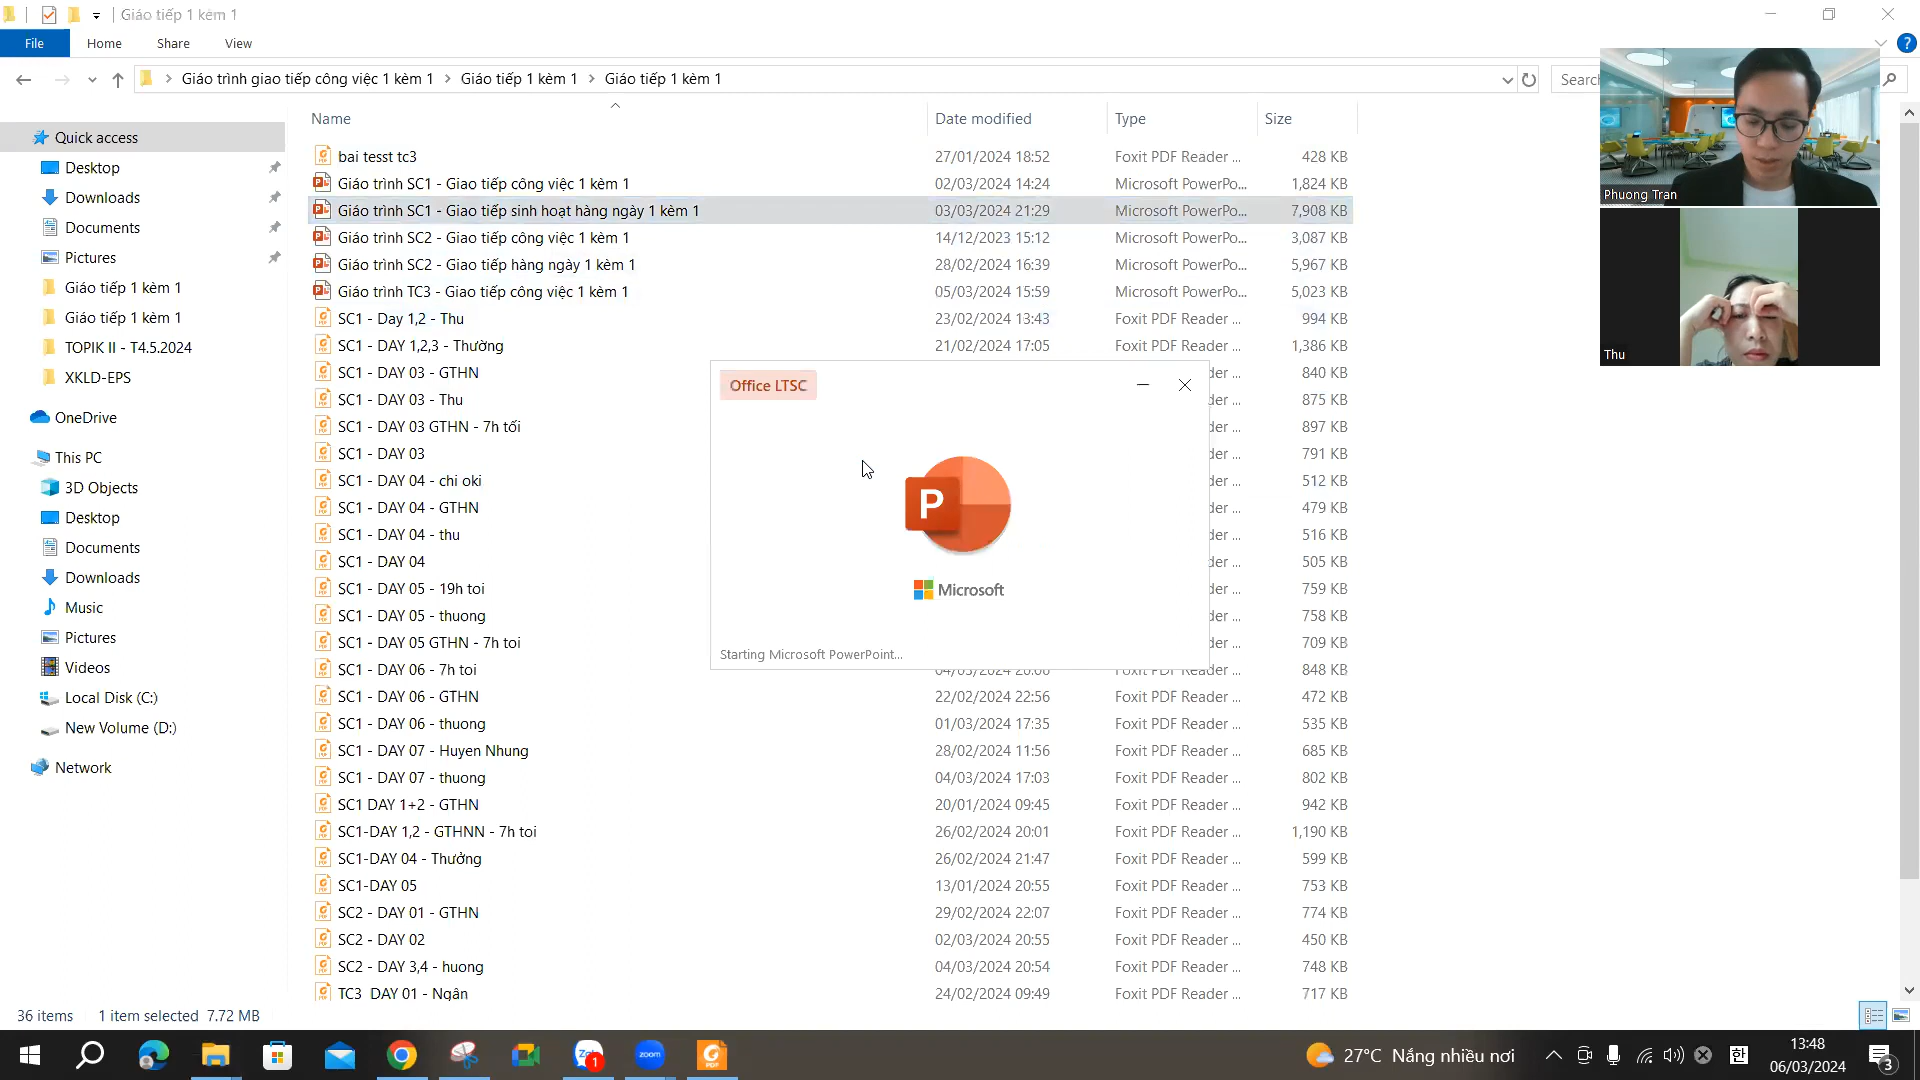 Giáo tiếp 1 kèm 1
File Home Share View
Giáo trình giao tiếp công việc 1 kèm 1 Giáo tiếp 1 kèm 1 Giáo tiếp 1 kèm 1
Name Date modified Type Size
Quick access
Desktop
Downloads
Documents
Pictures
Giáo tiếp 1 kèm 1
Giáo tiếp 1 kèm 1
TOPIK II - T4.5.2024
XKLD-EPS
OneDrive
This PC
3D Objects
Desktop
Documents
Downloads
Music
Pictures
Videos
Local Disk (C:)
New Volume (D:)
Network
bai tesst tc3 27/01/2024 18:52 Foxit PDF Reader ... 428 KB
Giáo trình SC1 - Giao tiếp công việc 1 kèm 1 02/03/2024 14:24 Microsoft PowerPo... 1,824 KB
Giáo trình SC1 - Giao tiếp sinh hoạt hàng ngày 1 kèm 1 03/03/2024 21:29 Microsoft PowerPo... 7,908 KB
Giáo trình SC2 - Giao tiếp công việc 1 kèm 1 14/12/2023 15:12 Microsoft PowerPo... 3,087 KB
Giáo trình SC2 - Giao tiếp hàng ngày 1 kèm 1 28/02/2024 16:39 Microsoft PowerPo... 5,967 KB
Giáo trình TC3 - Giao tiếp công việc 1 kèm 1 05/03/2024 15:59 Microsoft PowerPo... 5,023 KB
SC1 - Day 1,2 - Thu 23/02/2024 13:43 Foxit PDF Reader ... 994 KB
SC1 - DAY 1,2,3 - Thường 21/02/2024 17:05 Foxit PDF Reader ... 1,386 KB
SC1 - DAY 03 - GTHN 840 KB
SC1 - DAY 03 - Thu 875 KB
SC1 - DAY 03 GTHN - 7h tối 897 KB
SC1 - DAY 03 791 KB
SC1 - DAY 04 - chi oki 512 KB
SC1 - DAY 04 - GTHN 479 KB
SC1 - DAY 04 - thu 516 KB
SC1 - DAY 04 505 KB
SC1 - DAY 05 - 19h toi 759 KB
SC1 - DAY 05 - thuong 758 KB
SC1 - DAY 05 GTHN - 7h toi 709 KB
SC1 - DAY 06 - 7h toi 04/03/2024 20:06 Foxit PDF Reader ... 848 KB
SC1 - DAY 06 - GTHN 22/02/2024 22:56 Foxit PDF Reader ... 472 KB
SC1 - DAY 06 - thuong 01/03/2024 17:35 Foxit PDF Reader ... 535 KB
SC1 - DAY 07 - Huyen Nhung 28/02/2024 11:56 Foxit PDF Reader ... 685 KB
SC1 - DAY 07 - thuong 04/03/2024 17:03 Foxit PDF Reader ... 802 KB
SC1 DAY 1+2 - GTHN 20/01/2024 09:45 Foxit PDF Reader ... 942 KB
SC1-DAY 1,2 - GTHNN - 7h toi 26/02/2024 20:01 Foxit PDF Reader ... 1,190 KB
SC1-DAY 04 - Thưởng 26/02/2024 21:47 Foxit PDF Reader ... 599 KB
SC1-DAY 05 13/01/2024 20:55 Foxit PDF Reader ... 753 KB
SC2 - DAY 01 - GTHN 29/02/2024 22:07 Foxit PDF Reader ... 774 KB
SC2 - DAY 02 02/03/2024 20:55 Foxit PDF Reader ... 450 KB
SC2 - DAY 3,4 - huong 04/03/2024 20:54 Foxit PDF Reader ... 748 KB
TC3 DAY 01 - Ngân 24/02/2024 09:49 Foxit PDF Reader ... 717 KB
Office LTSC
P
Microsoft
Starting Microsoft PowerPoint...
Phuong Tran
Thu
36 items 1 item selected 7.72 MB
zoom 27°C Nắng nhiều nơi 한 13:48
06/03/2024
3